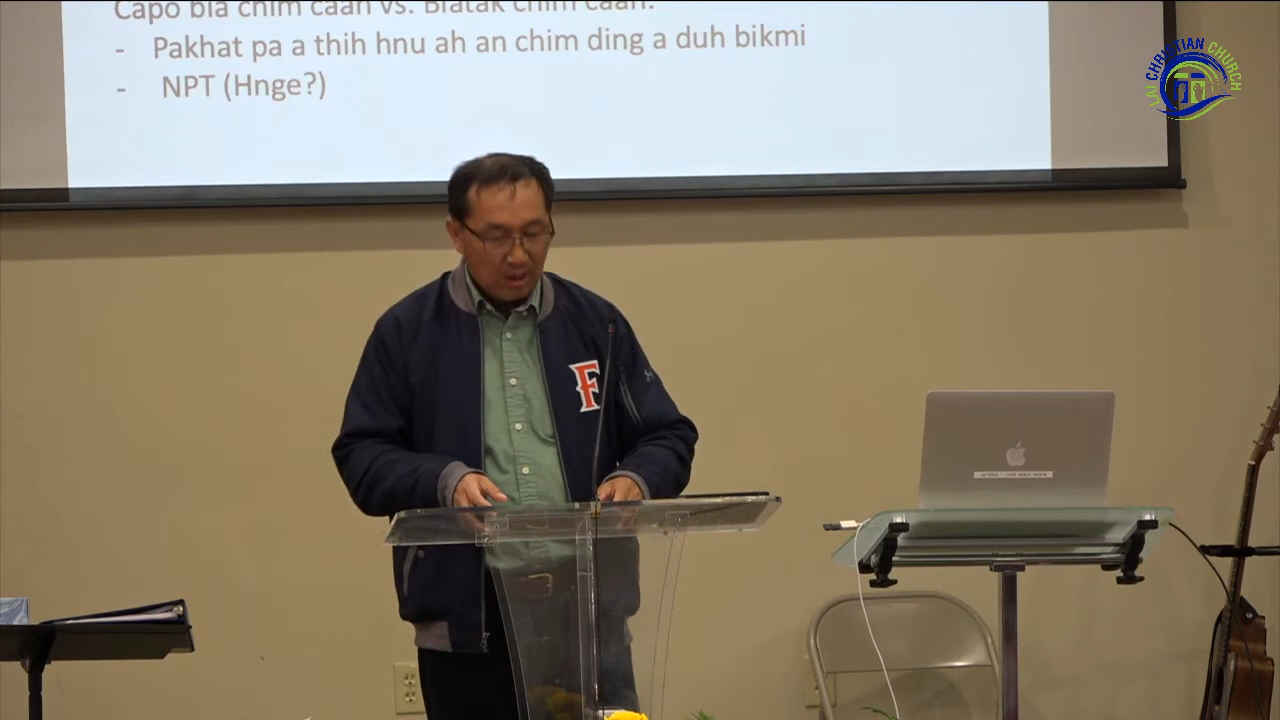 Capo bia chim caan vs. Biatak chim caan:
- Pakhat pa a thih hnu ah an chim ding a duh bikmi
- NPT (Hnge?)
LAI CHRISTIAN CHURCH
F